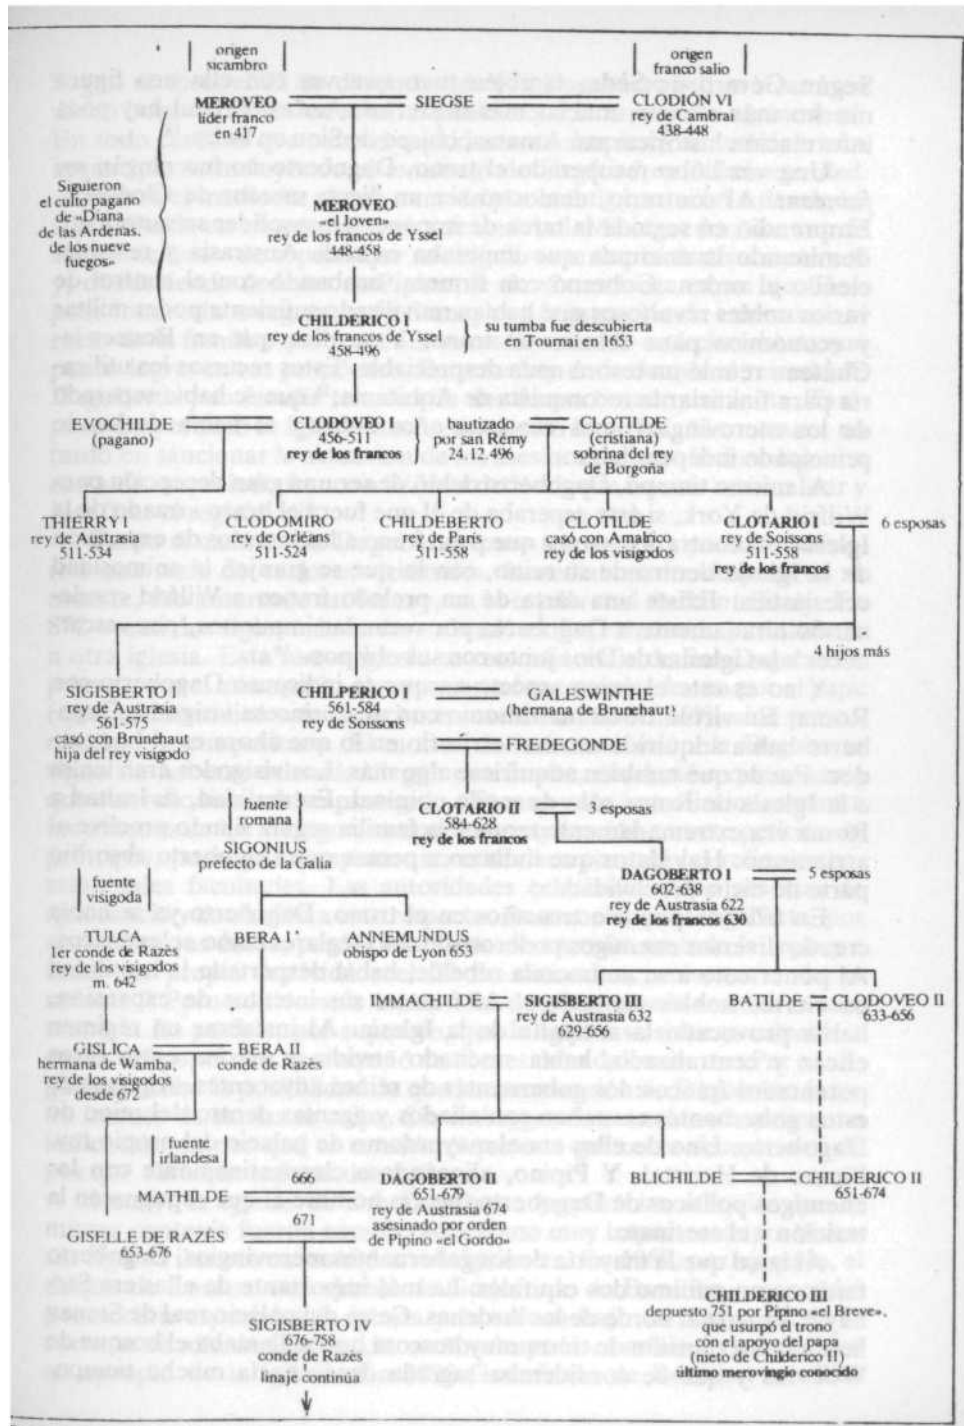 origen
sicambro
origen
franco salio
MEROVEO
líder franco
en 417
SIEGSE
CLODIÓN VI
rey de Cambrai
438-448
Siguieron
el culto pagano
de «Diana
de las Ardenas,
de los nueve
fuegos»
MEROVEO
«el Joven»
rey de los francos de Yssel
448-458
CHILDERICO I
rey de los francos de Yssel
458-496
su tumba fue descubierta
en Tournai en 1653
EVOCHILDE
(pagano)
CLODOVEO I
456-511
rey de los francos
bautizado
por san Rémy
24.12.496
CLOTILDE
(cristiana)
sobrina del rey
de Borgoña
THIERRY I
rey de Austrasia
511-534
CLODOMIRO
rey de Orléans
511-524
CHILDEBERTO
rey de Paris
511-558
CLOTILDE
casó con Amalrico
rey de los visigodos
CLOTARIO I
rey de Soissons
511-558
rey de los francos
6 esposas
4 hijos más
SIGISBERTO I
rey de Austrasia
561-575
casó con Brunehaut
hija del rey visigodo
CHILPERICO I
561-584
rey de Soissons
GALESWINTHE
(hermana de Brunehaut)
FREDEGONDE
fuente
romana
CLOTARIO II
584-628
rey de los francos
3 esposas
SIGONIUS
prefecto de la Galia
DAGOBERTO I
602-638
rey de Austrasia 622
rey de los francos 630
5 esposas
fuente
visigoda
TULCA
1er conde de Razès
rey de los visigodos
m. 642
BERA I
ANNEMUNDUS
obispo de Lyon 653
IMMACHILDE
SIGISBERTO III
rey de Austrasia 632
629-656
BATILDE
CLODOVEO II
633-656
GISLICA
hermana de Wamba,
rey de los visigodos
desde 672
BERA II
conde de Razès
fuente
irlandesa
MATHILDE
666
DAGOBERTO II
651-679
rey de Austrasia 674
asesinado por orden
de Pipino «el Gordo»
BLICHILDE
CHILDERICO II
651-674
GISELLE DE RAZÈS
653-676
671
SIGISBERTO IV
676-758
conde de Razès
linaje continúa
CHILDERICO III
depuesto 751 por Pipino «el Breve»,
que usurpó el trono
con el apoyo del papa
(nieto de Childerico II)
último merovingio conocido